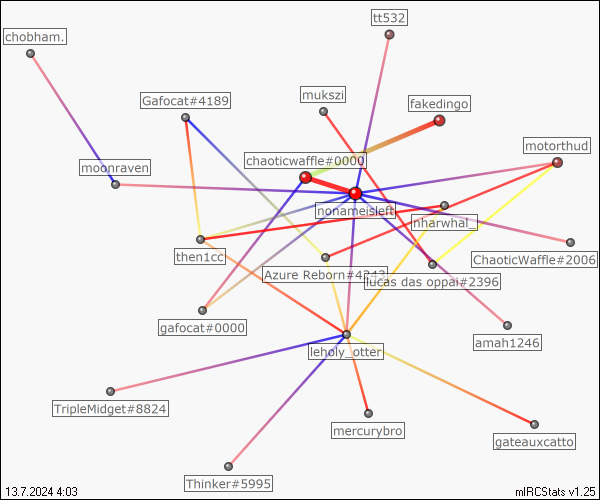 tt532
chobham.
mukszi
Gafocat#4189
fakedingo
motorthud
chaoticwaffle#0000
moonraven
nonameisleft
nharwhal_
then1cc
ChaoticWaffle#2006
Azure Reborn#4243
lucas das oppai#2396
gafocat#0000
amah1246
leholy_otter
TripleMidget#8824
mercurybro
gateauxcatto
Thinker#5995
13.7.2024 4:03
mIRCStats v1.25